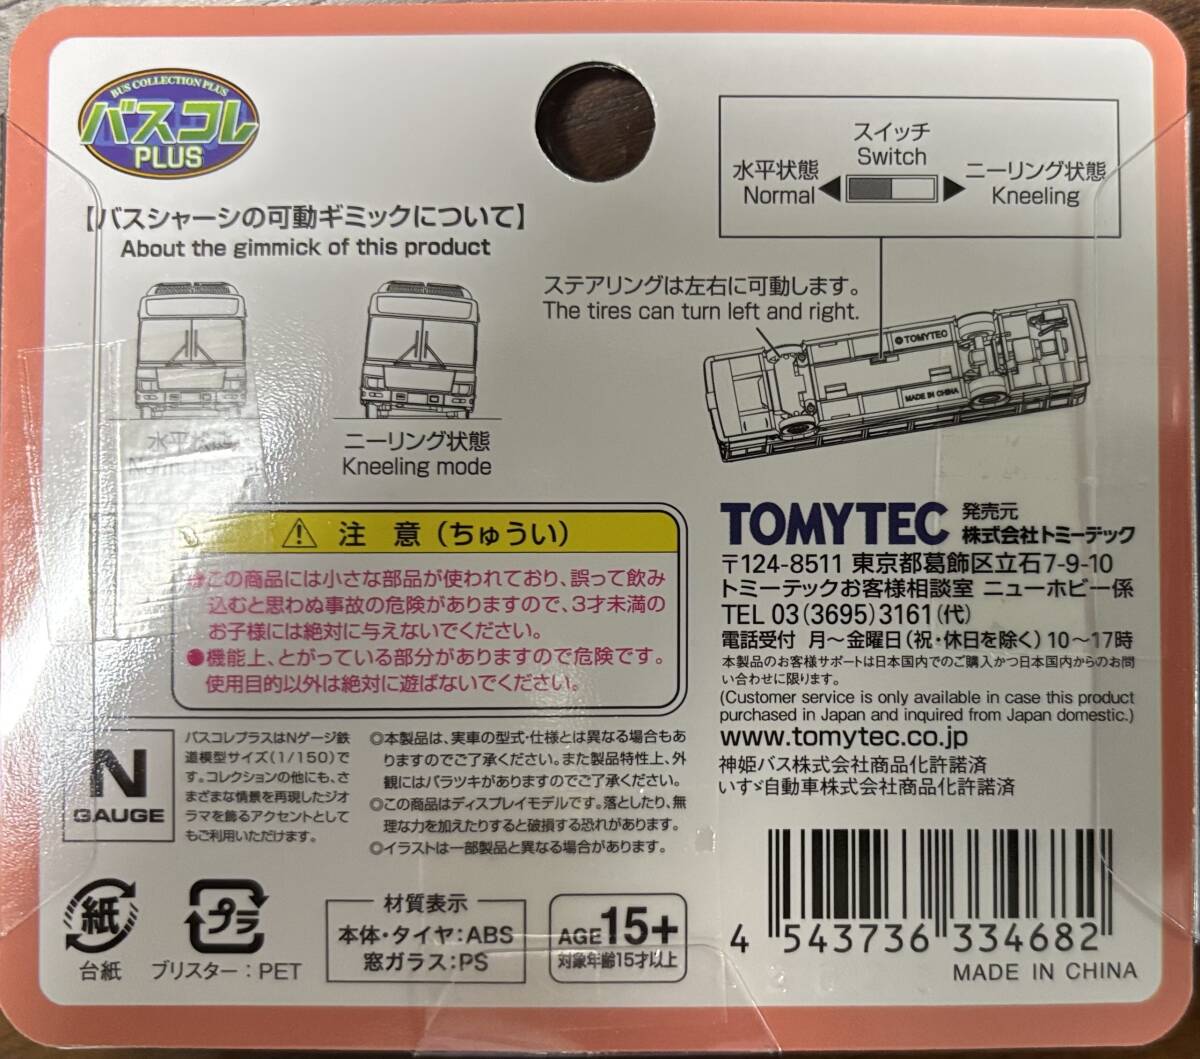 BUS COLLECTION PLUS
バスコレ
PLUS
【バスシャーシの可動ギミックについて】
About the gimmick of this product
水平状態
Normal mode
ニーリング状態
Kneeling mode
スイッチ
Switch
水平状態
Normal
ニーリング状態
Kneeling
ステアリングは左右に可動します。
The tires can turn left and right.
TOMYTEC
MADE IN CHINA
⚠ 注 意 (ちゅうい)
●この商品には小さな部品が使われており、誤って飲み
込むと思わぬ事故の危険がありますので、3才未満の
お子様には絶対に与えないでください。
●機能上、とがっている部分がありますので危険です。
使用目的以外は絶対に遊ばないでください。
TOMYTEC 発売元
株式会社トミーテック
〒124-8511 東京都葛飾区立石7-9-10
トミーテックお客様相談室 ニューホビー係
TEL 03(3695)3161(代)
電話受付 月~金曜日(祝・休日を除く)10~17時
本製品のお客様サポートは日本国内でのご購入かつ日本国内からのお問
い合わせに限ります。
(Customer service is only available in case this product
purchased in Japan and inquired from Japan domestic.)
www.tomytec.co.jp
神姫バス株式会社商品化許諾済
いすゞ自動車株式会社商品化許諾済
N
GAUGE
バスコレプラスはNゲージ鉄
道模型サイズ(1/150)で
す。コレクションの他にも、さ
まざまな情景を再現したジオ
ラマを飾るアクセントとして
もご利用いただけます。
◎本製品は、実車の型式・仕様とは異なる場合もあ
りますのでご了承ください。また製品特性上、外
観にはバラツキがありますのでご了承ください。
◎この商品はディスプレイモデルです。落としたり、無
理な力を加えたりすると破損する恐れがあります。
◎イラストは一部製品と異なる場合があります。
紙
台紙
プラ
ブリスター:PET
材質表示
本体・タイヤ:ABS
窓ガラス:PS
AGE 15+
対象年齢15才以上
4 543736 334682
MADE IN CHINA